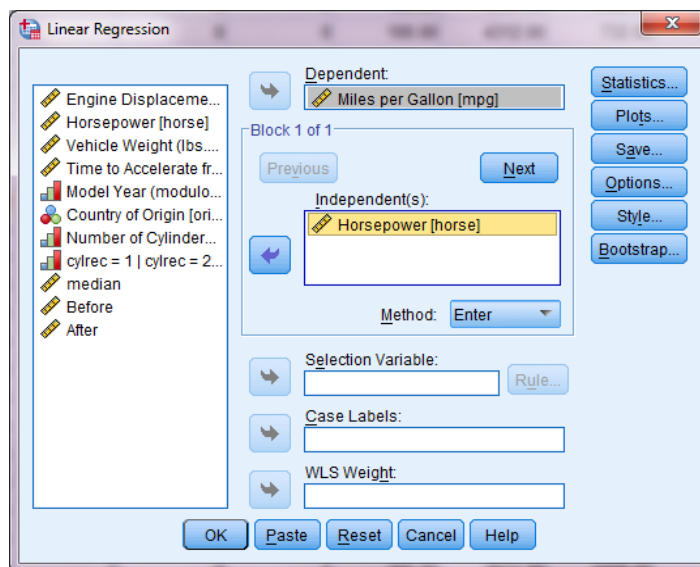 Linear Regression
Engine Displaceme...
Horsepower [horse]
Vehicle Weight (lbs....
Time to Accelerate fr...
Model Year (modulo...
Country of Origin [ori...
Number of Cylinder...
cylrec = 1 | cylrec = 2...
median
Before
After
Dependent:
Miles per Gallon [mpg]
Block 1 of 1
Previous
Next
Independent(s):
Horsepower [horse]
Method: Enter
Selection Variable:
Rule...
Case Labels:
WLS Weight:
Statistics...
Plots...
Save...
Options...
Style...
Bootstrap...
OK Paste Reset Cancel Help